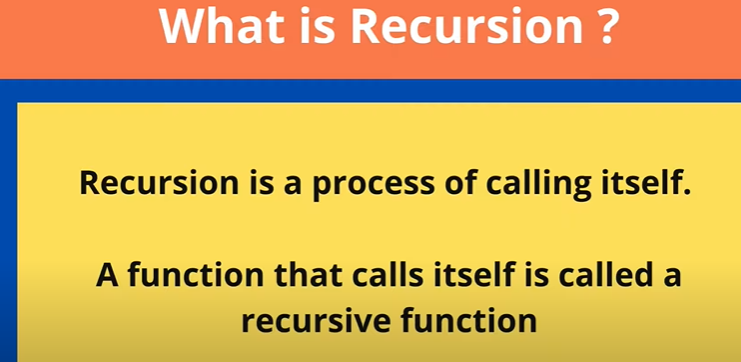 What is Recursion ?
Recursion is a process of calling itself.
A function that calls itself is called a
recursive function